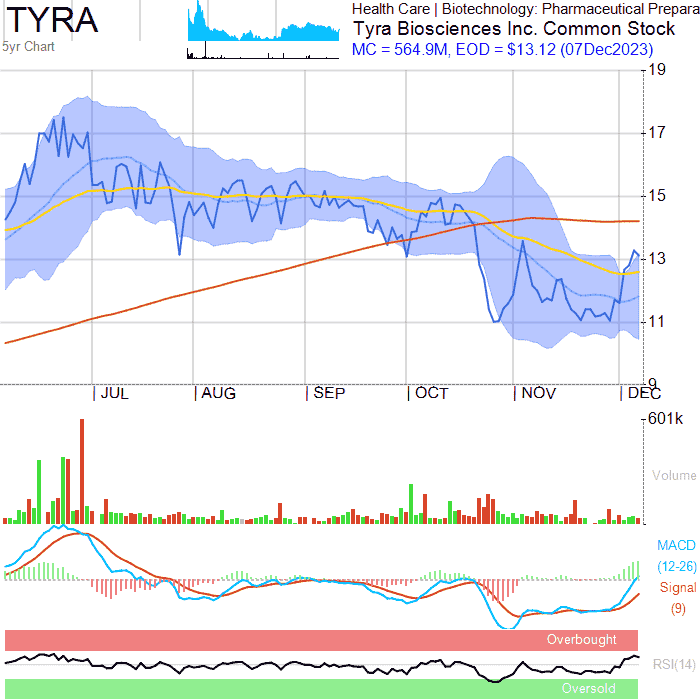 TYRA
5yr Chart
Health Care | Biotechnology: Pharmaceutical Prepara
Tyra Biosciences Inc. Common Stock
MC = 564.9M, EOD = $13.12 (07Dec2023)
19
17
15
13
11
9
JUL AUG SEP OCT NOV DEC
601k
Volume
MACD
(12-26)
Signal
(9)
Overbought
RSI(14)
Oversold